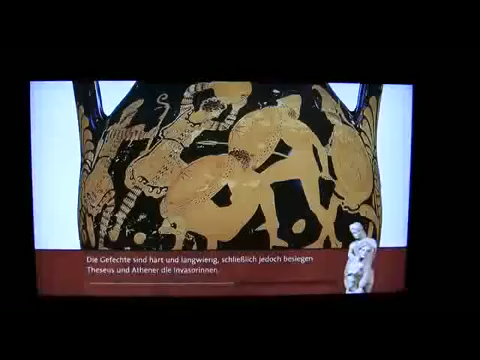 Die Gefechte sind hart und langwierig, schließlich jedoch besiegen
Theseus und Athener die Invasorinnen.